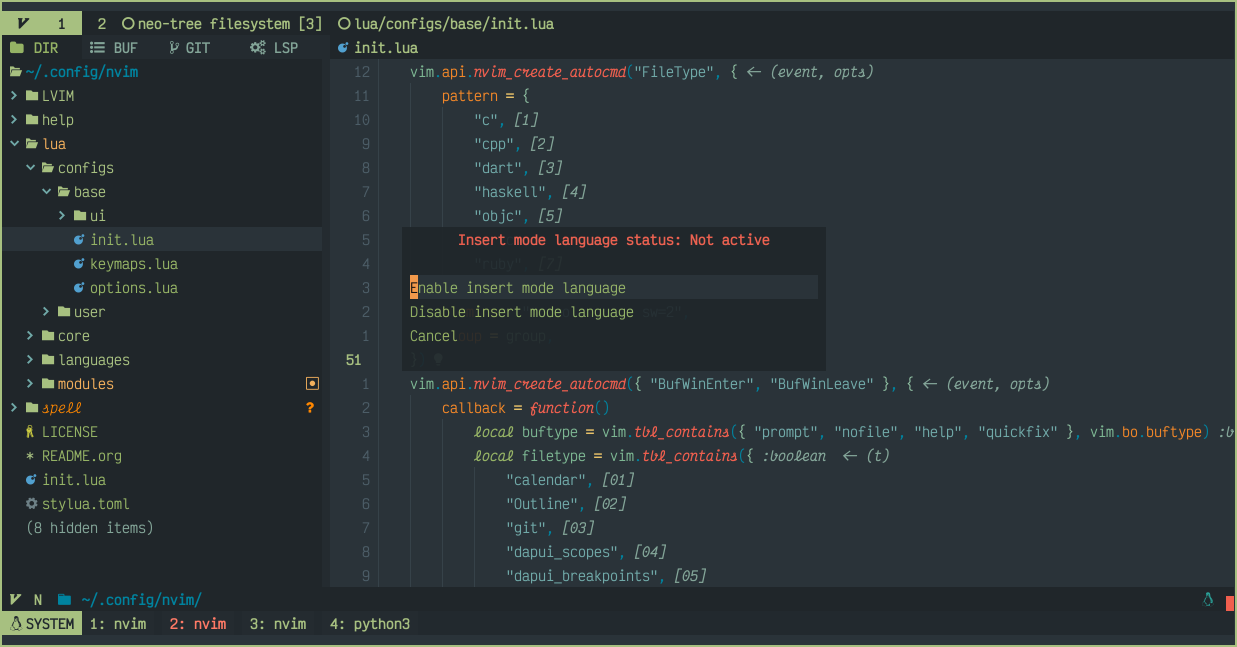 1 2 neo-tree filesystem [3] lua/configs/base/init.lua
DIR BUF GIT LSP init.lua
~/.config/nvim
LVIM
help
lua
configs
base
ui
init.lua
keymaps.lua
options.lua
user
core
languages
modules
spell ?
LICENSE
* README.org
init.lua
stylua.toml
(8 hidden items)
12 vim.api.nvim_create_autocmd("FileType", { ← (event, opts)
11 pattern = {
10 "c", [1]
9 "cpp", [2]
8 "dart", [3]
7 "haskell", [4]
6 "objc", [5]
5 Insert mode language status: Not active
4 "ruby", [7]
3 Enable insert mode language
2 Disable insert mode language sw=2",
1 Cancel oup = group,
51 })
1 vim.api.nvim_create_autocmd({ "BufWinEnter", "BufWinLeave" }, { ← (event, opts)
2 callback = function()
3 local buftype = vim.tbl_contains({ "prompt", "nofile", "help", "quickfix" }, vim.bo.buftype) :b
4 local filetype = vim.tbl_contains({ :boolean ← (t)
5 "calendar", [01]
6 "Outline", [02]
7 "git", [03]
8 "dapui_scopes", [04]
9 "dapui_breakpoints", [05]
N ~/.config/nvim/
SYSTEM 1: nvim 2: nvim 3: nvim 4: python3